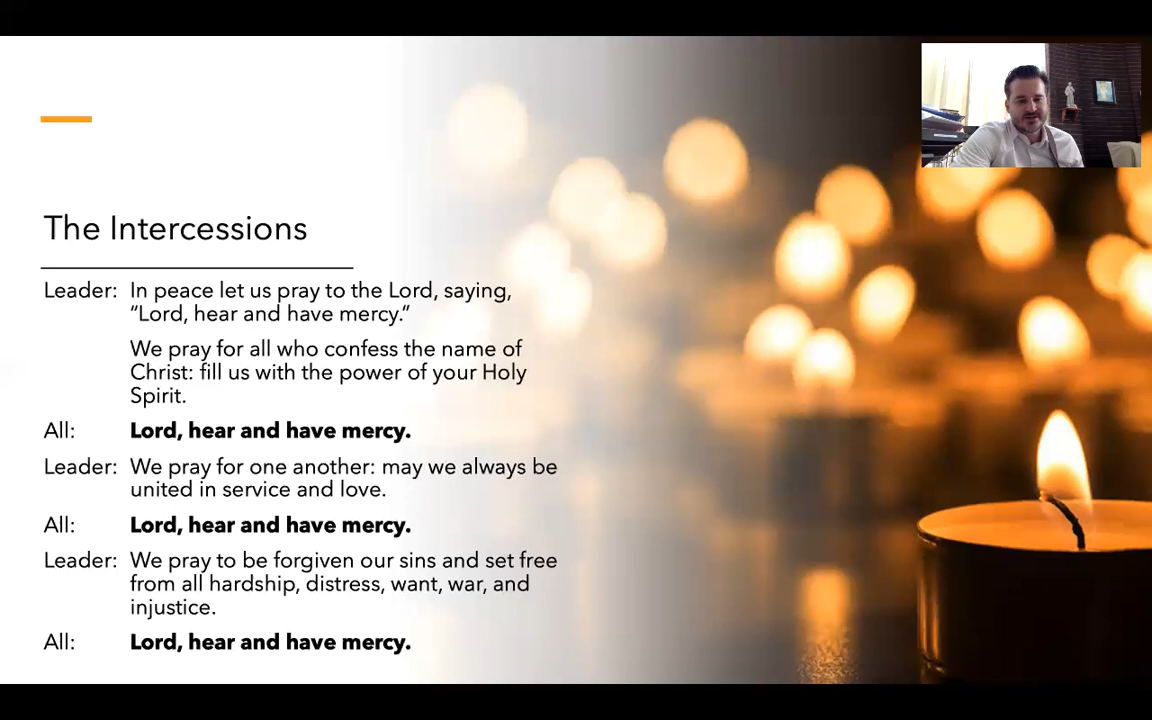 The Intercessions
Leader: In peace let us pray to the Lord, saying,
“Lord, hear and have mercy.”
We pray for all who confess the name of
Christ: fill us with the power of your Holy
Spirit.
All: Lord, hear and have mercy.
Leader: We pray for one another: may we always be
united in service and love.
All: Lord, hear and have mercy.
Leader: We pray to be forgiven our sins and set free
from all hardship, distress, want, war, and
injustice.
All: Lord, hear and have mercy.